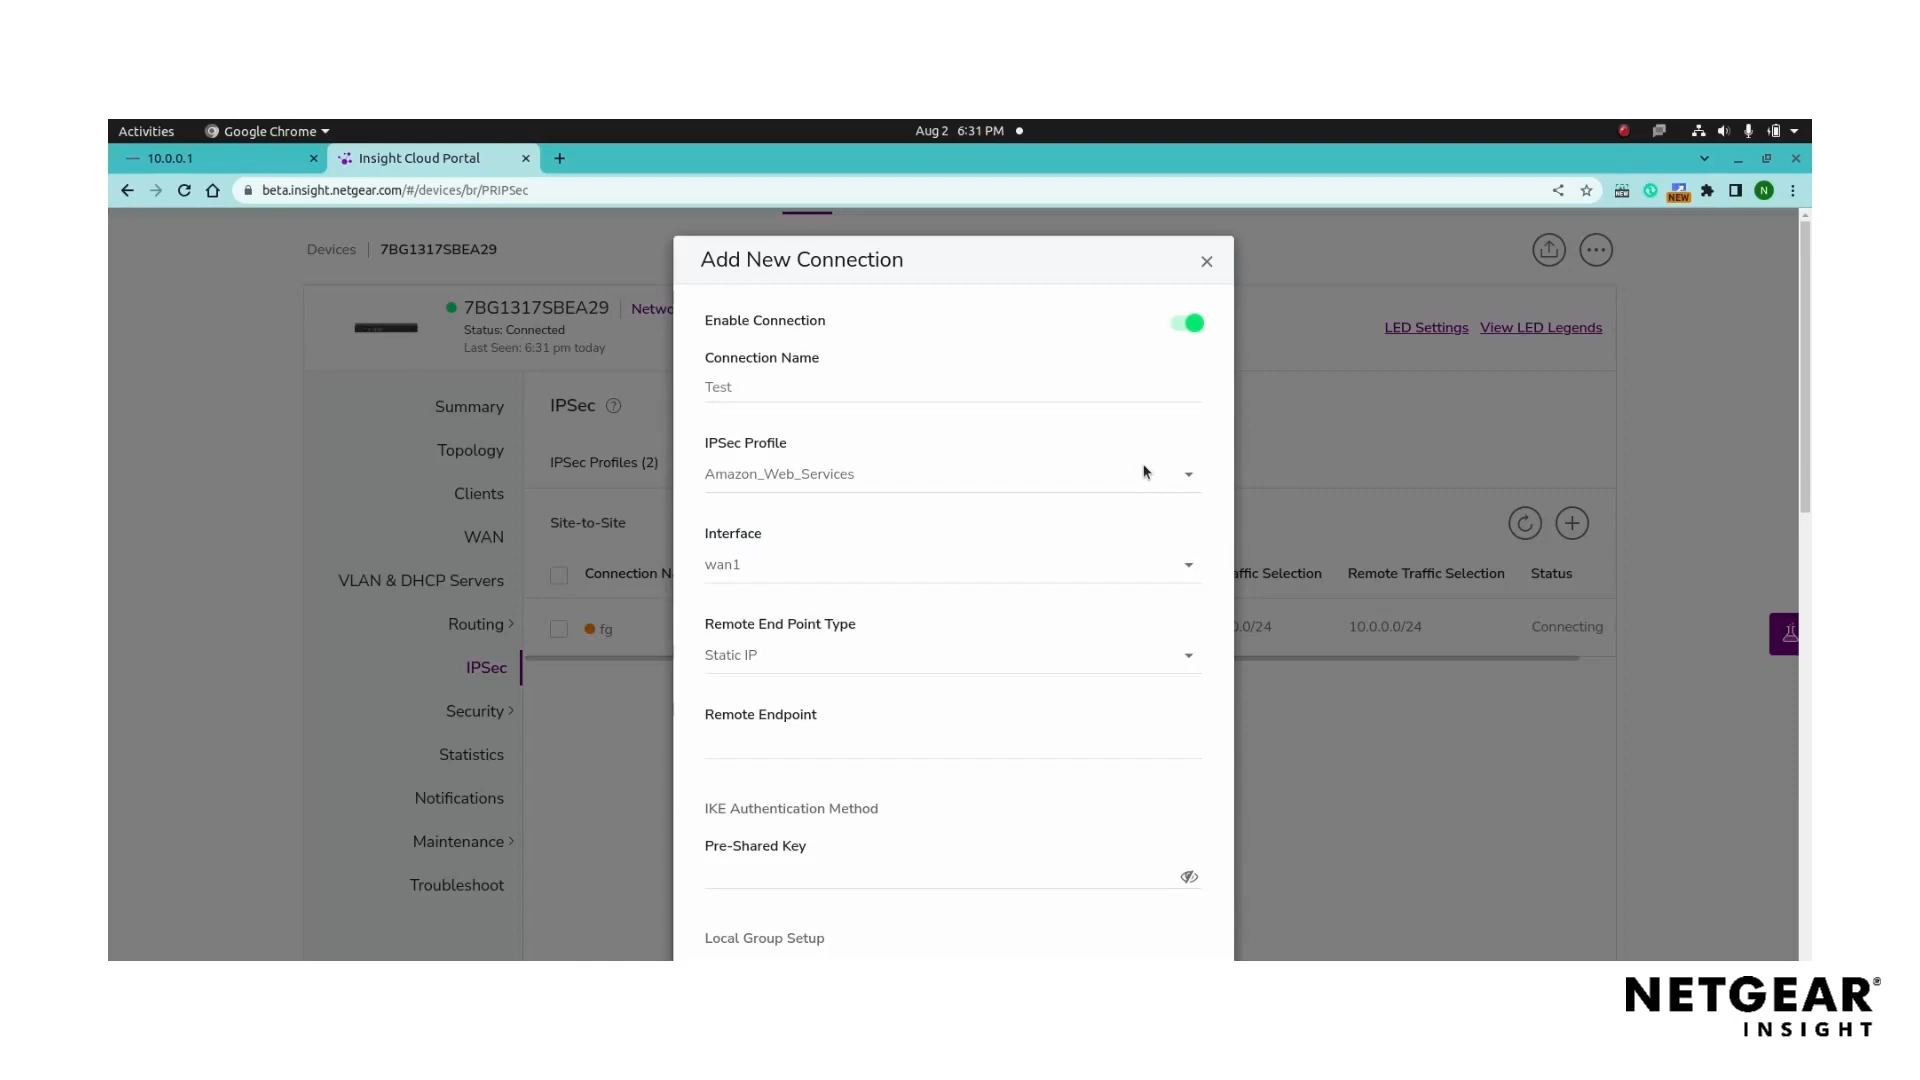 Activities Google Chrome Aug 2 6:31 PM
10.0.0.1 Insight Cloud Portal
beta.insight.netgear.com/#/devices/br/PRIPSec NEW NEW N
Devices 7BG1317SBEA29
7BG1317SBEA29 Netwo
Status: Connected
Last Seen: 6:31 pm today
LED Settings View LED Legends
Summary
Topology
Clients
WAN
VLAN & DHCP Servers
Routing
IPSec
Security
Statistics
Notifications
Maintenance
Troubleshoot
IPSec ?
IPSec Profiles (2)
Site-to-Site
Connection N affic Selection Remote Traffic Selection Status
fg 0.0/24 10.0.0.0/24 Connecting
Add New Connection
Enable Connection
Connection Name
Test
IPSec Profile
Amazon_Web_Services
Interface
wan1
Remote End Point Type
Static IP
Remote Endpoint
IKE Authentication Method
Pre-Shared Key
Local Group Setup
NETGEAR®
INSIGHT